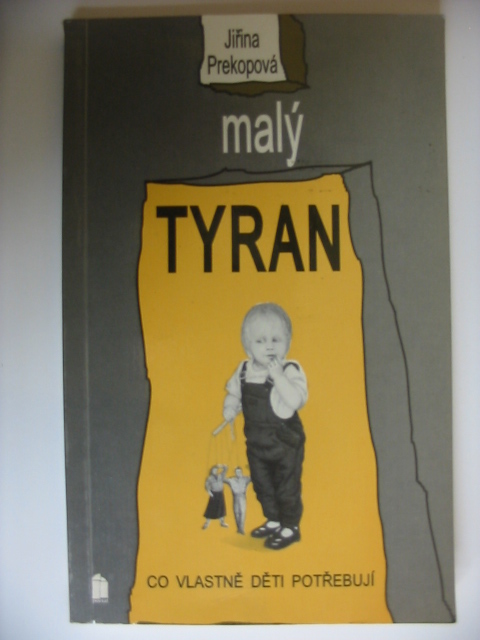 Jiřina
Prekopová
malý
TYRAN
CO VLASTNĚ DĚTI POTŘEBUJÍ